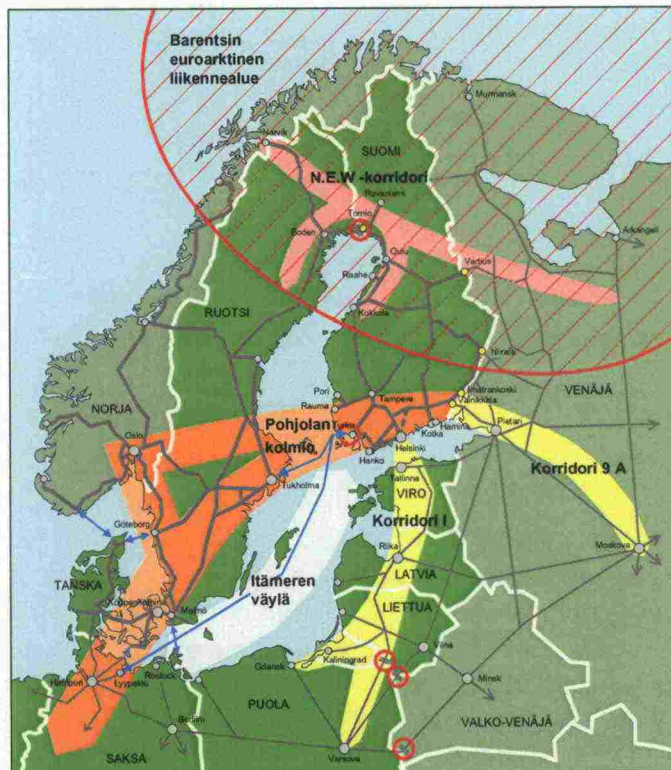 Barentsin
euroarktinen
liikennealue
Murmansk
Narvik
SUOMI
N.E.W -korridori
Rovaniemi
Tornio
Boden
Arkangeli
Oulu
Vartius
Raahe
RUOTSI
Kokkola
Niirala
NORJA
Pori
Rauma
Tampere
Imatrankoski
Vainikkala
VENÄJÄ
Oslo
Pohjolan
kolmio
Turku
Hamina
Kotka
Pietari
Hanko
Helsinki
Tallinna
Korridori 9 A
Tukholma
VIRO
Göteborg
Korridori I
Moskova
Riika
TANSKA
Itämeren
väylä
LATVIA
LIETTUA
Kööpenhamina
Malmö
Vilna
Kaliningrad
Gdansk
Hampuri
Lyypekki
Rostock
Minsk
PUOLA
VALKO-VENÄJÄ
Berliini
Varsova
SAKSA